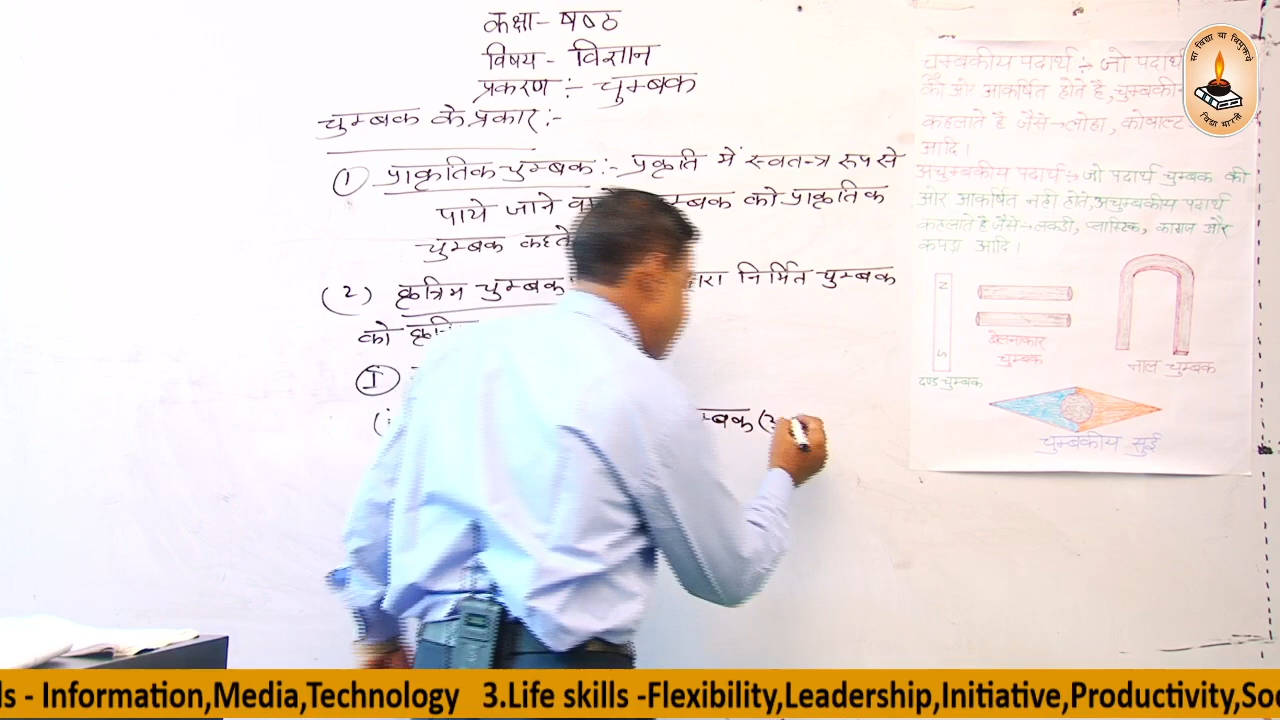 कक्षा- षष्ठ
विषय - विज्ञान
प्रकरण :- चुम्बक
चुम्बक के प्रकार :-
① प्राकृतिक चुम्बक :- प्रकृति में स्वतन्त्र रूप से
पाये जाने म्बक को प्राकृतिक
चुम्बक कहते
(2) कृत्रिम चुम्बक निर्मित चुम्बक
को
Ⅰ
म्बक
चुम्बकीय पदार्थ :- जो पदार्थ
की ओर आकर्षित होते है, चुम्बकी
कहलाते है जैसे→लोहा, कोबाल्ट
आदि।
अचुम्बकीय पदार्थ:- जो पदार्थ चुम्बक की
ओर आकर्षित नही होते,अचुम्बकीय पदार्थ
कहलाते है जैसे→ लकडी, प्लास्टिक, कागज और
कपड़ा आदि।
N
S
दण्ड चुम्बक
बेलनाकार
चुम्बक
नाल चुम्बक
चुम्बकीय सुई
सा विद्या या विमुक्तये
विद्या भारती
ls - Information,Media,Technology 3.Life skills -Flexibility,Leadership,Initiative,Productivity,Soc